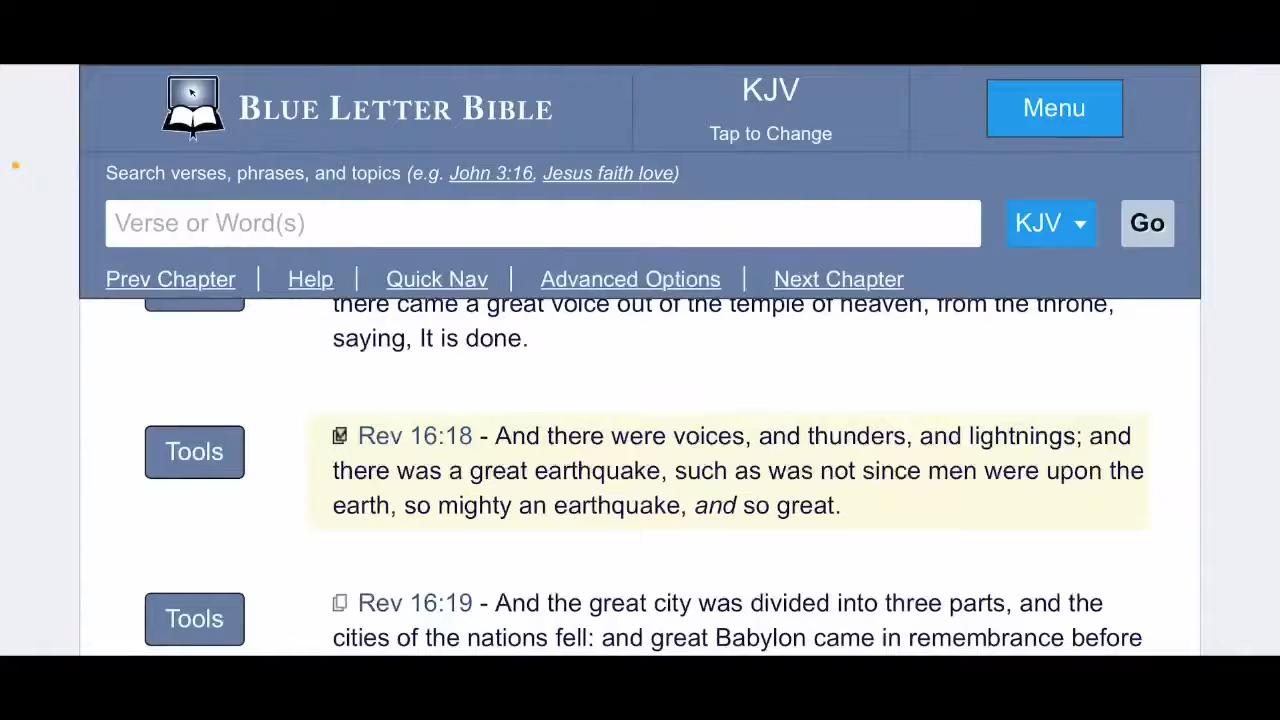 BLUE LETTER BIBLE
KJV
Tap to Change
Menu
Search verses, phrases, and topics (e.g. John 3:16, Jesus faith love)
Verse or Word(s)
KJV
Go
Prev Chapter | Help | Quick Nav | Advanced Options | Next Chapter
there came a great voice out of the temple of heaven, from the throne,
saying, It is done.
Tools
Rev 16:18 - And there were voices, and thunders, and lightnings; and
there was a great earthquake, such as was not since men were upon the
earth, so mighty an earthquake, and so great.
Tools
Rev 16:19 - And the great city was divided into three parts, and the
cities of the nations fell: and great Babylon came in remembrance before